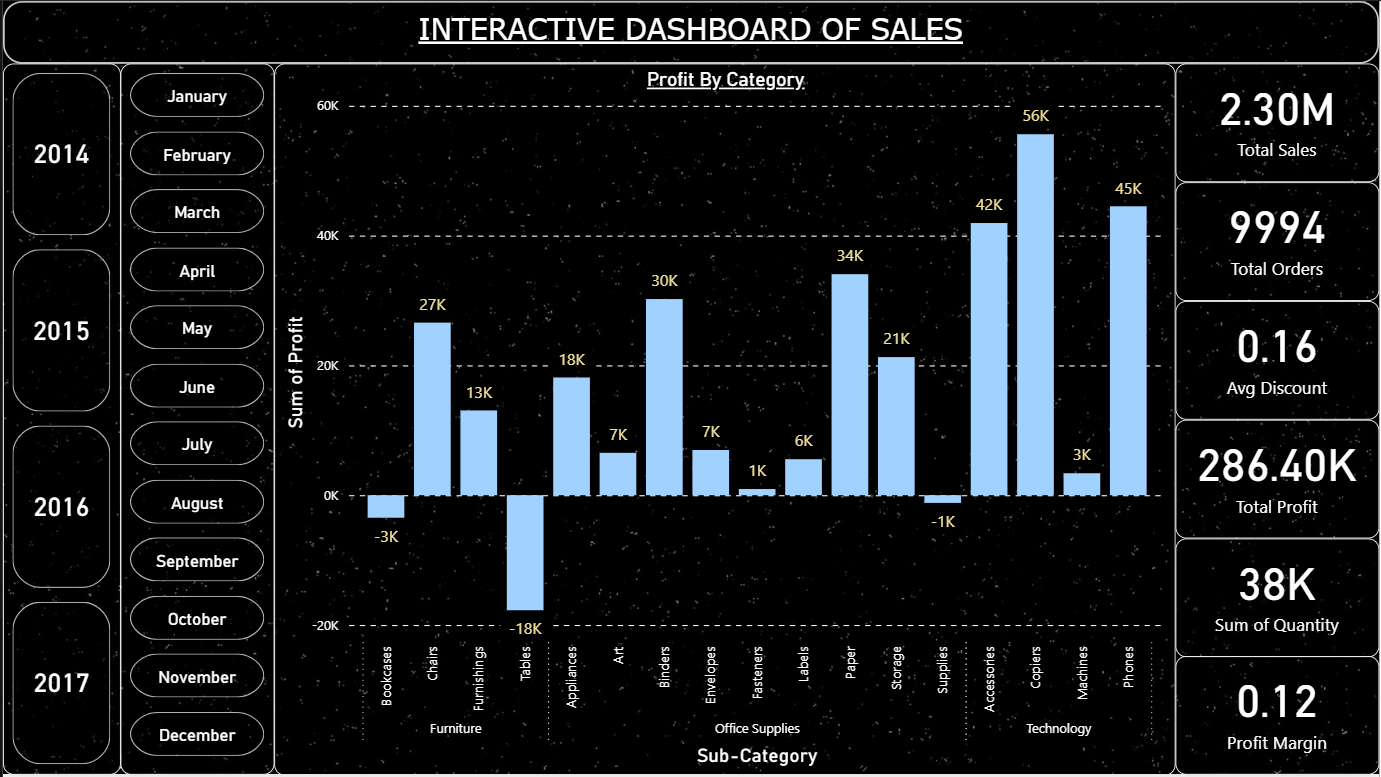 INTERACTIVE DASHBOARD OF SALES
2014
2015
2016
2017
January
February
March
April
May
June
July
August
September
October
November
December
Profit By Category
Sum of Profit
60K
40K
20K
0K
-20K
-3K
27K
13K
-18K
18K
7K
30K
7K
1K
6K
34K
21K
-1K
42K
56K
3K
45K
Bookcases
Chairs
Furnishings
Tables
Appliances
Art
Binders
Envelopes
Fasteners
Labels
Paper
Storage
Supplies
Accessories
Copiers
Machines
Phones
Furniture
Office Supplies
Technology
Sub-Category
2.30M
Total Sales
9994
Total Orders
0.16
Avg Discount
286.40K
Total Profit
38K
Sum of Quantity
0.12
Profit Margin